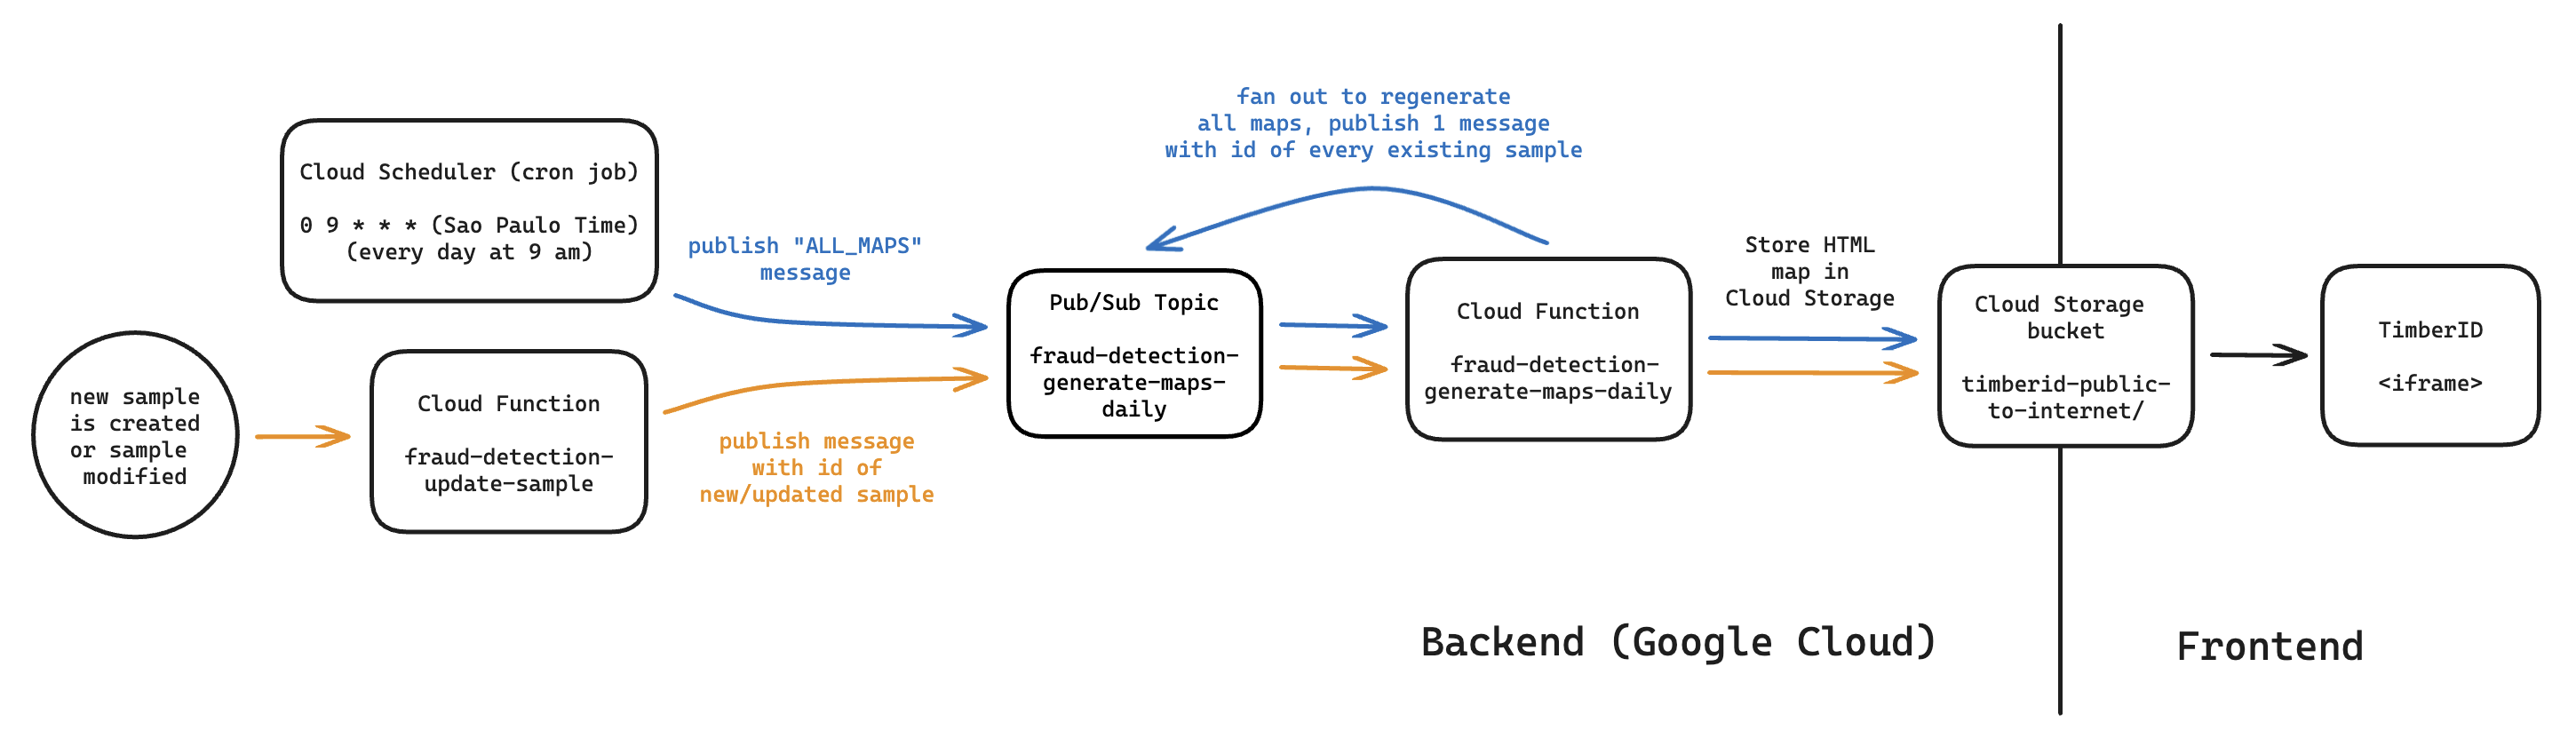 fan out to regenerate
all maps, publish 1 message
with id of every existing sample
Cloud Scheduler (cron job)
0 9 * * * (Sao Paulo Time)
(every day at 9 am)
publish "ALL_MAPS"
message
Store HTML
map in
Cloud Storage
new sample
is created
or sample
modified
Cloud Function
fraud-detection-
update-sample
publish message
with id of
new/updated sample
Pub/Sub Topic
fraud-detection-
generate-maps-
daily
Cloud Function
fraud-detection-
generate-maps-daily
Cloud Storage
bucket
timberid-public-
to-internet/
TimberID
<iframe>
Backend (Google Cloud)
Frontend